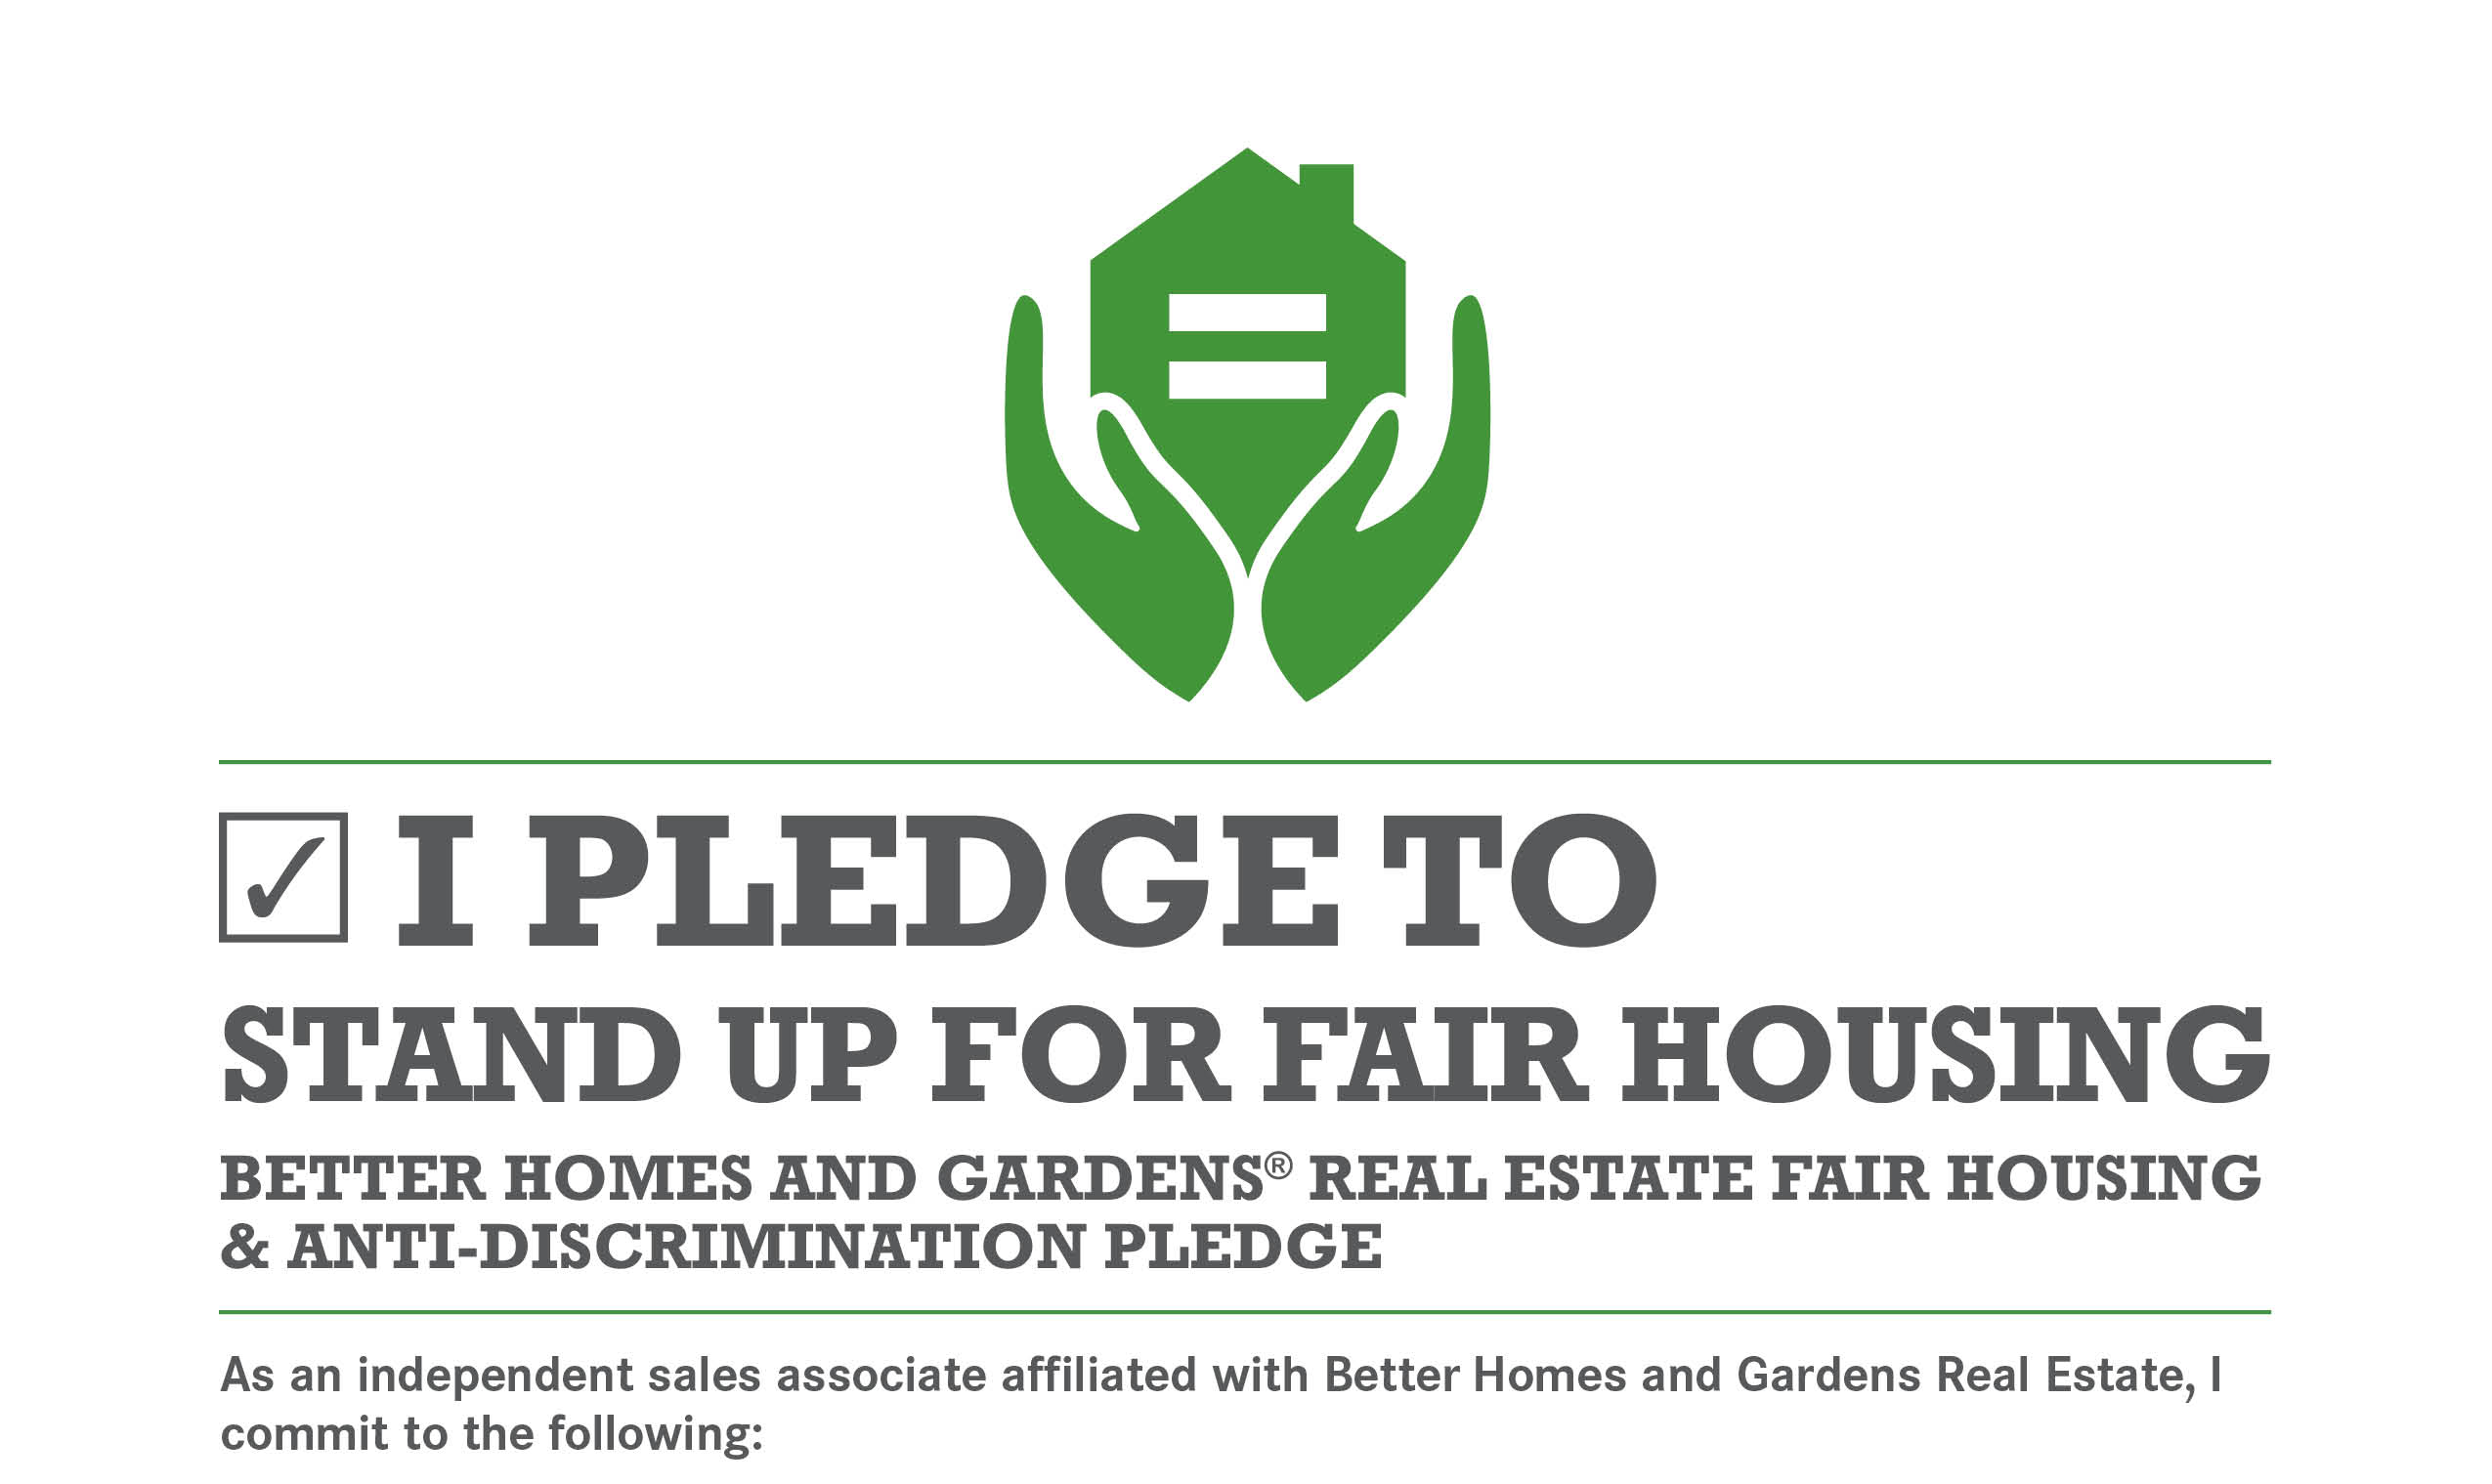 I PLEDGE TO
STAND UP FOR FAIR HOUSING
BETTER HOMES AND GARDENS® REAL ESTATE FAIR HOUSING
& ANTI-DISCRIMINATION PLEDGE
As an independent sales associate affiliated with Better Homes and Gardens Real Estate, I
commit to the following: